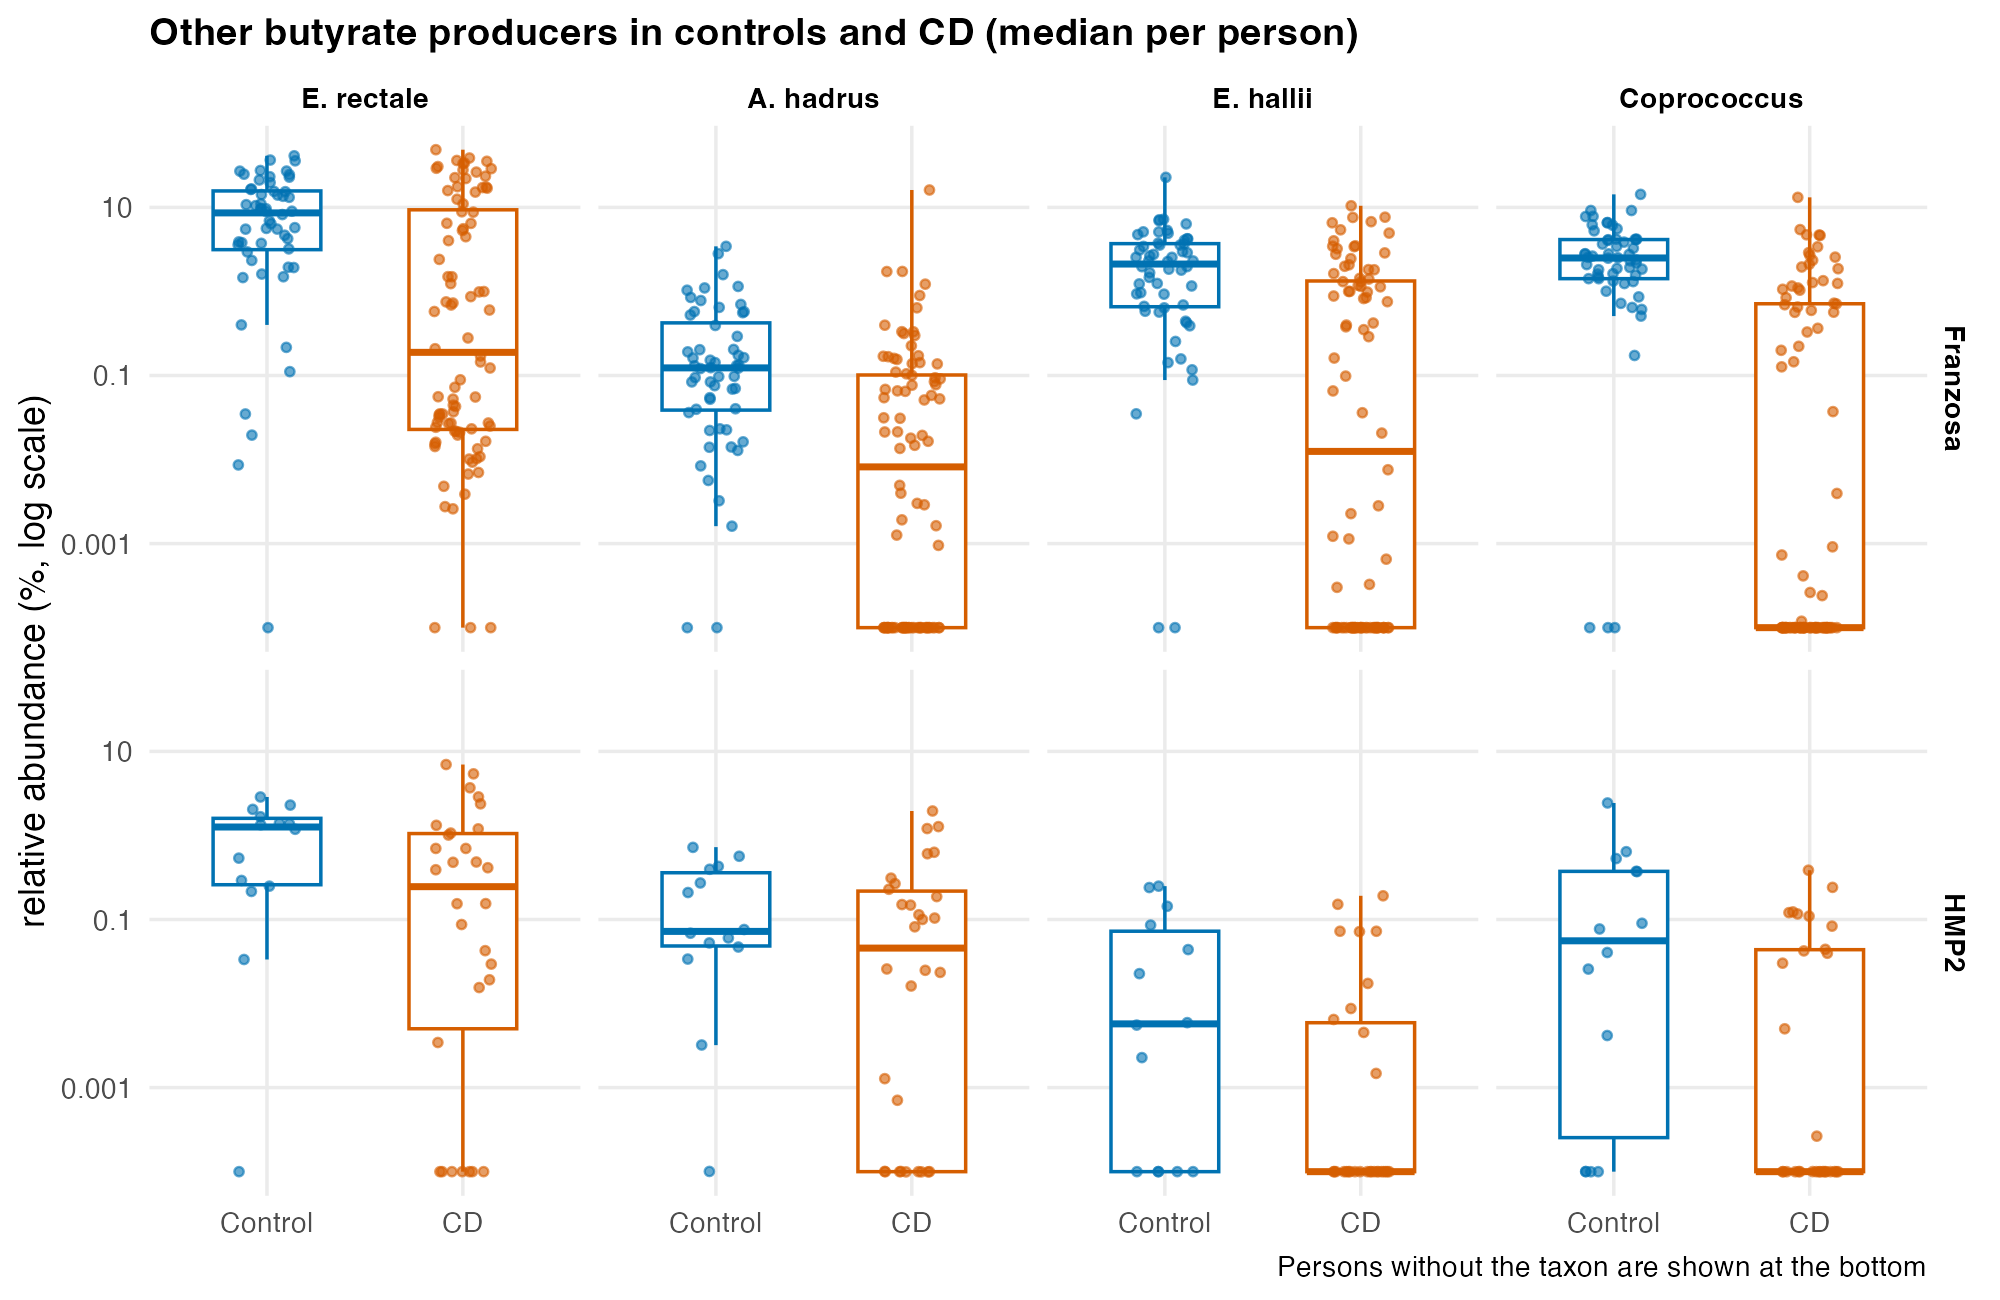 Other butyrate producers in controls and CD (median per person)
E. rectale
A. hadrus
E. hallii
Coprococcus
relative abundance (%, log scale)
10
0.1
0.001
Franzosa
10
0.1
0.001
HMP2
Control
CD
Control
CD
Control
CD
Control
CD
Persons without the taxon are shown at the bottom